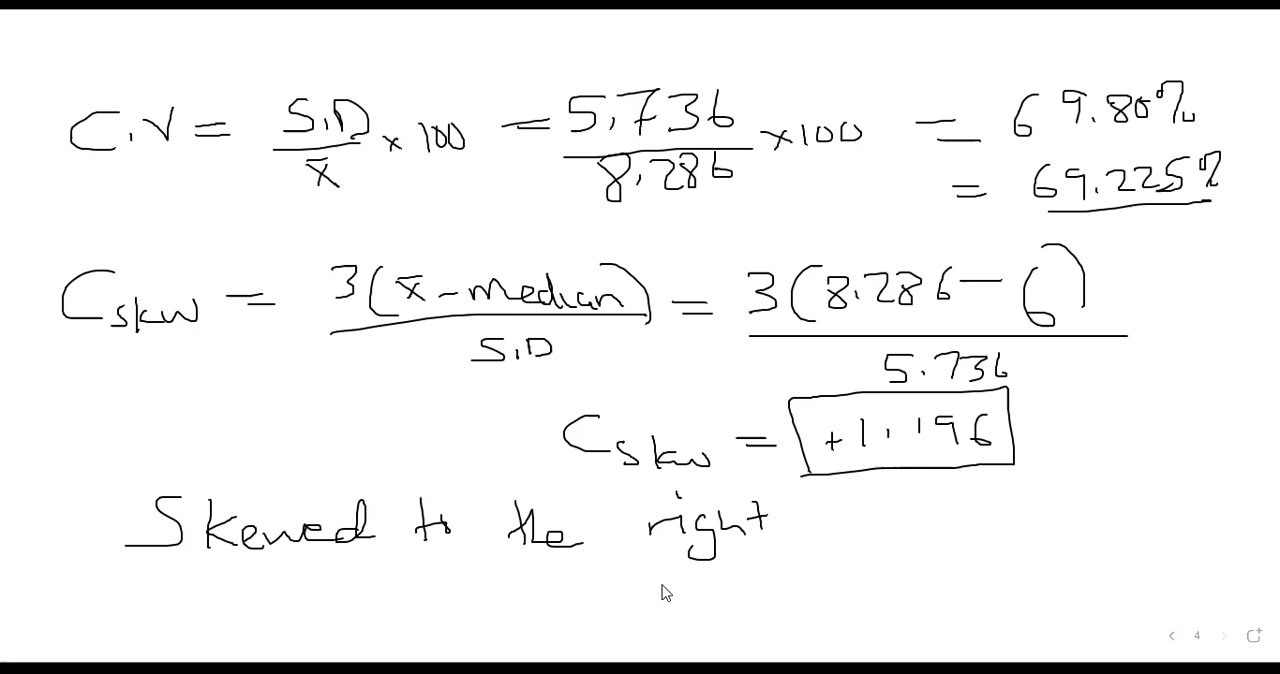 C.V = S.D/x̄ × 100 = 5.736/8.286 × 100 = 69.80%
= 69.225%
Cskw = 3(x̄ - median)/S.D = 3(8.286 - 6)/5.736
Cskw = +1.196
Skewed to the right
< 4 >